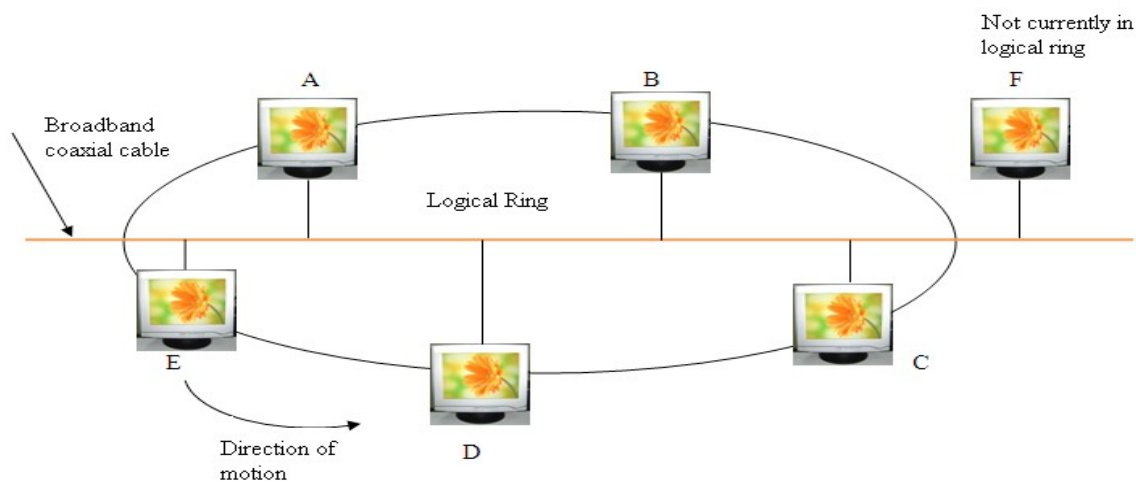 Not currently in
logical ring
A
B
F
Broadband
coaxial cable
Logical Ring
E
C
D
Direction of
motion